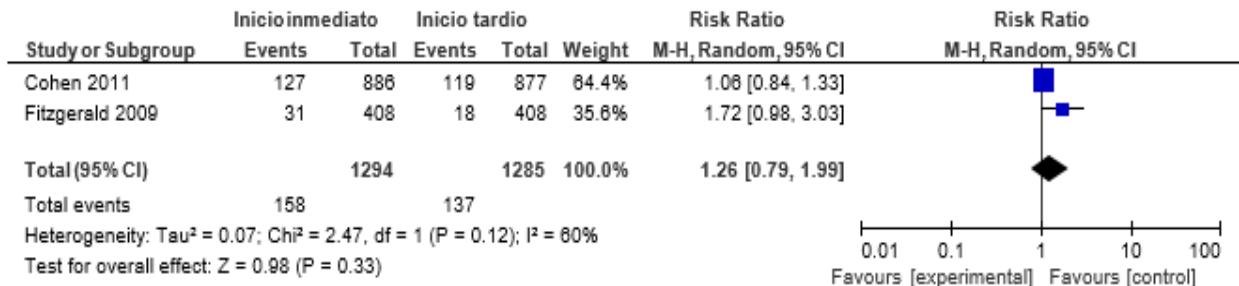 Inicio inmediato Inicio tardio Risk Ratio Risk Ratio
Study or Subgroup Events Total Events Total Weight M-H, Random, 95% CI M-H, Random, 95% CI
Cohen 2011 127 886 119 877 64.4% 1.06 [0.84, 1.33]
Fitzgerald 2009 31 408 18 408 35.6% 1.72 [0.98, 3.03]
Total (95% CI) 1294 1285 100.0% 1.26 [0.79, 1.99]
Total events 158 137
Heterogeneity: Tau² = 0.07; Chi² = 2.47, df = 1 (P = 0.12); I² = 60%
Test for overall effect: Z = 0.98 (P = 0.33)
0.01 0.1 1 10 100
Favours [experimental] Favours [control]